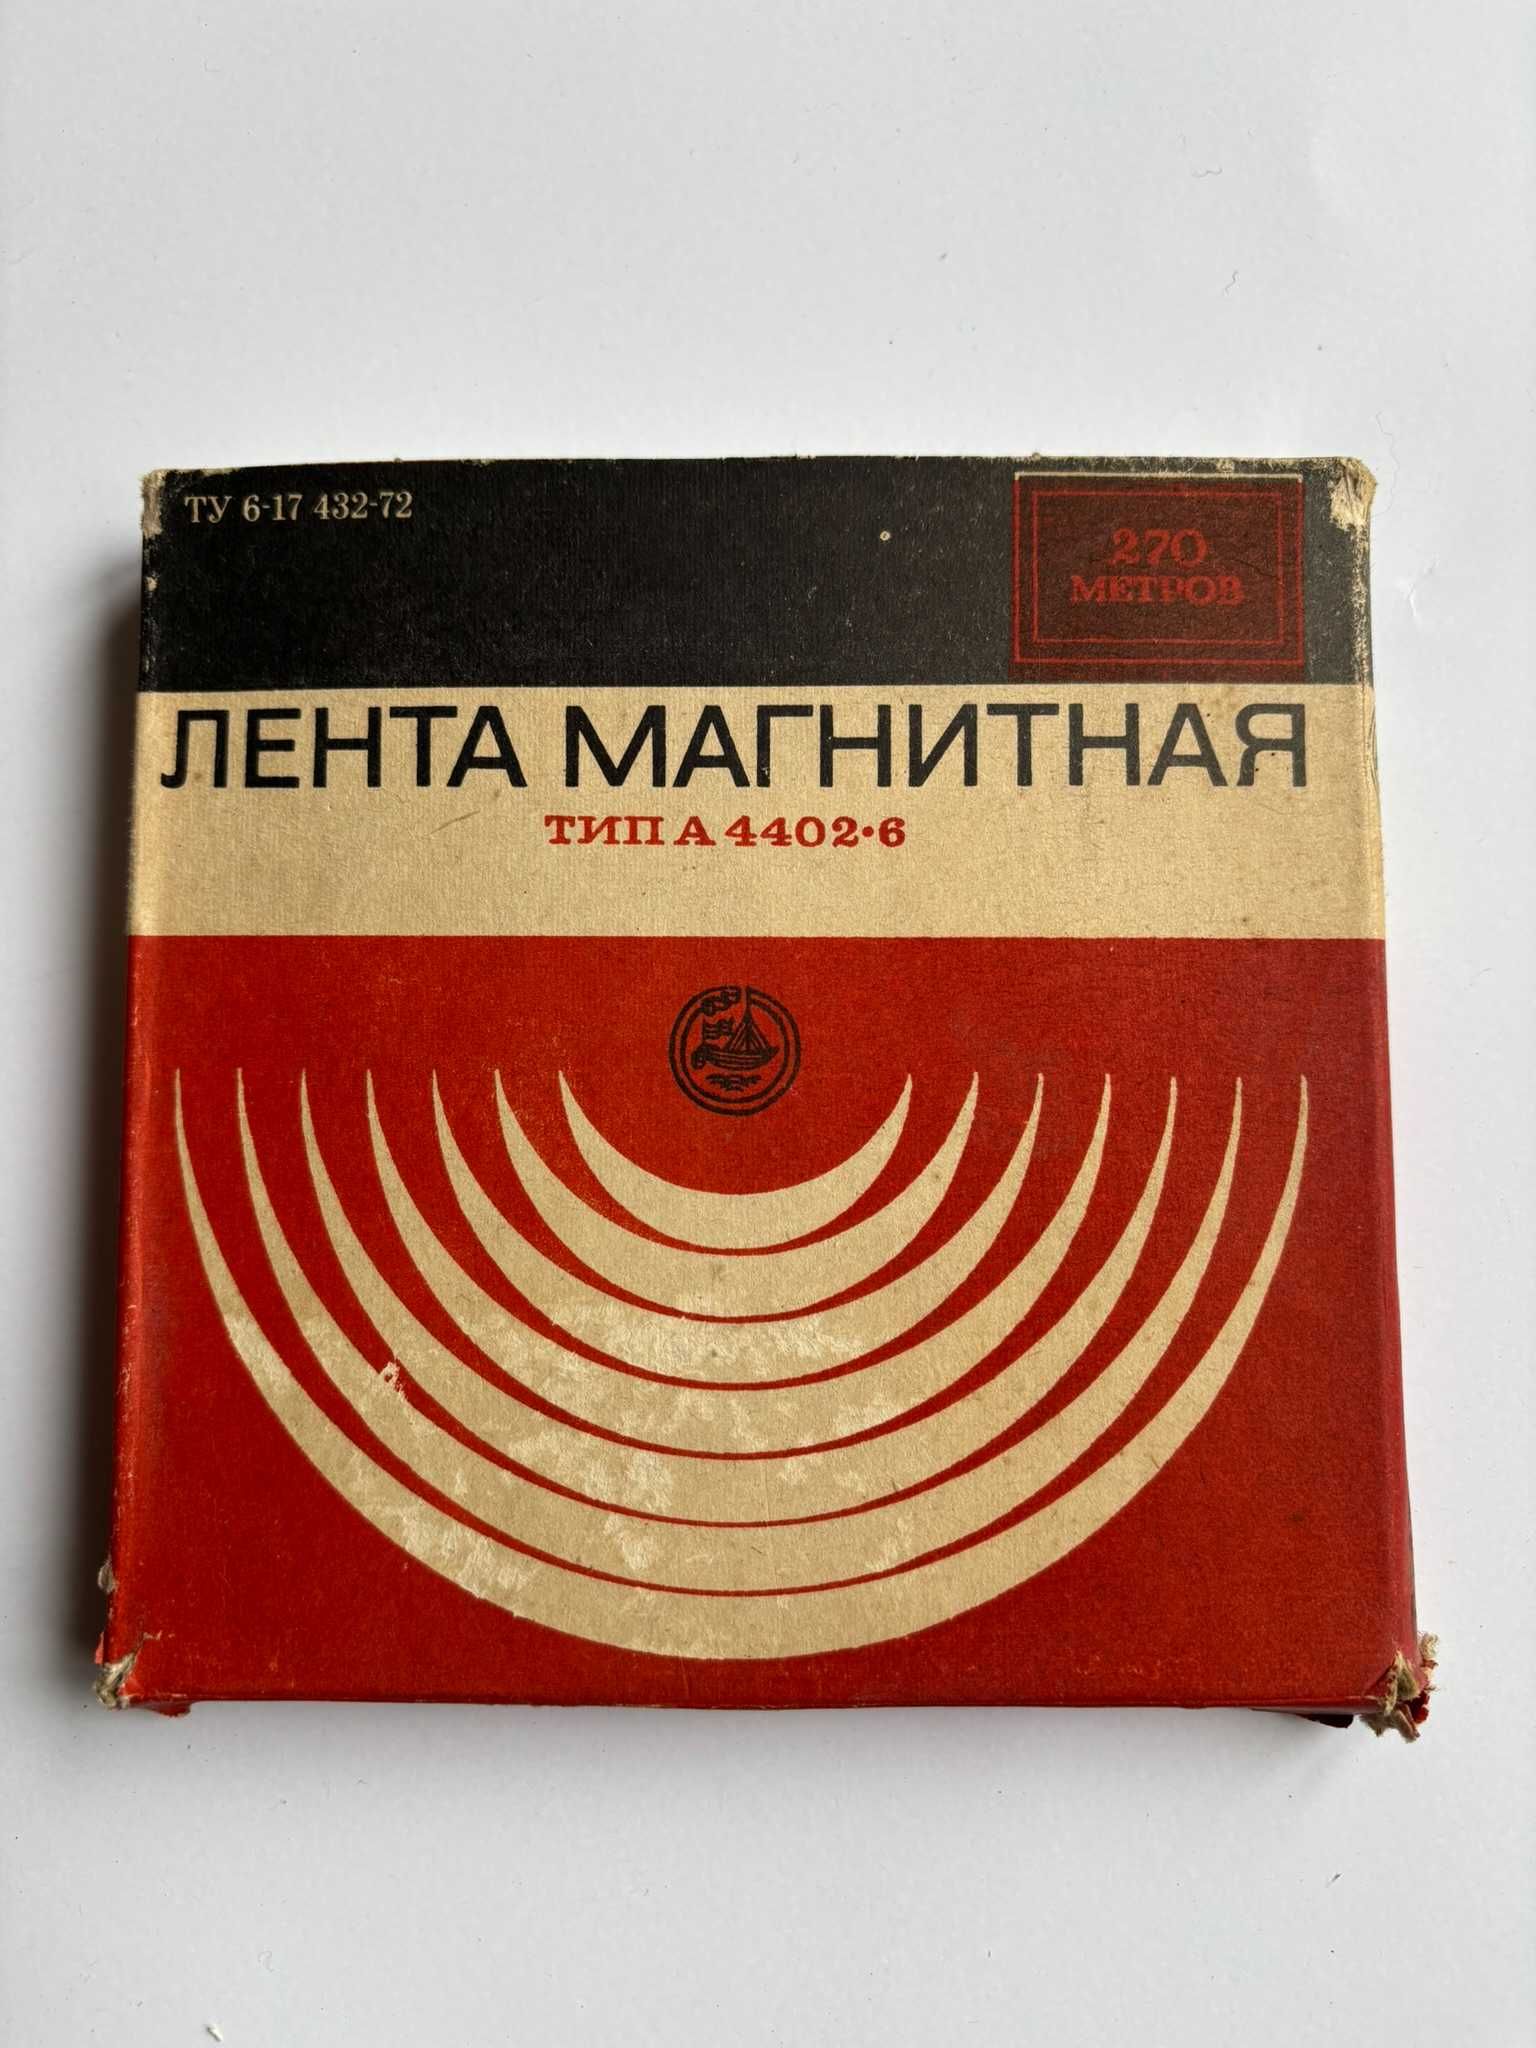 ТУ 6-17 432-72
270
МЕТРОВ
ЛЕНТА МАГНИТНАЯ
ТИП А 4402·6